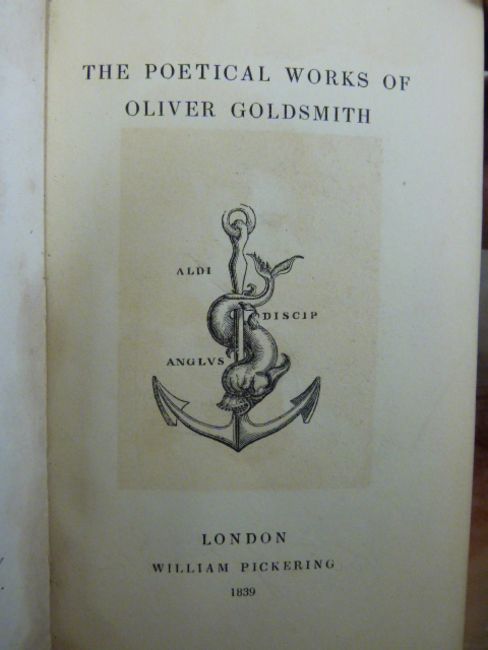 THE POETICAL WORKS OF
OLIVER GOLDSMITH
ALDI
DISCIP
ANGLVS
LONDON
WILLIAM PICKERING
1839